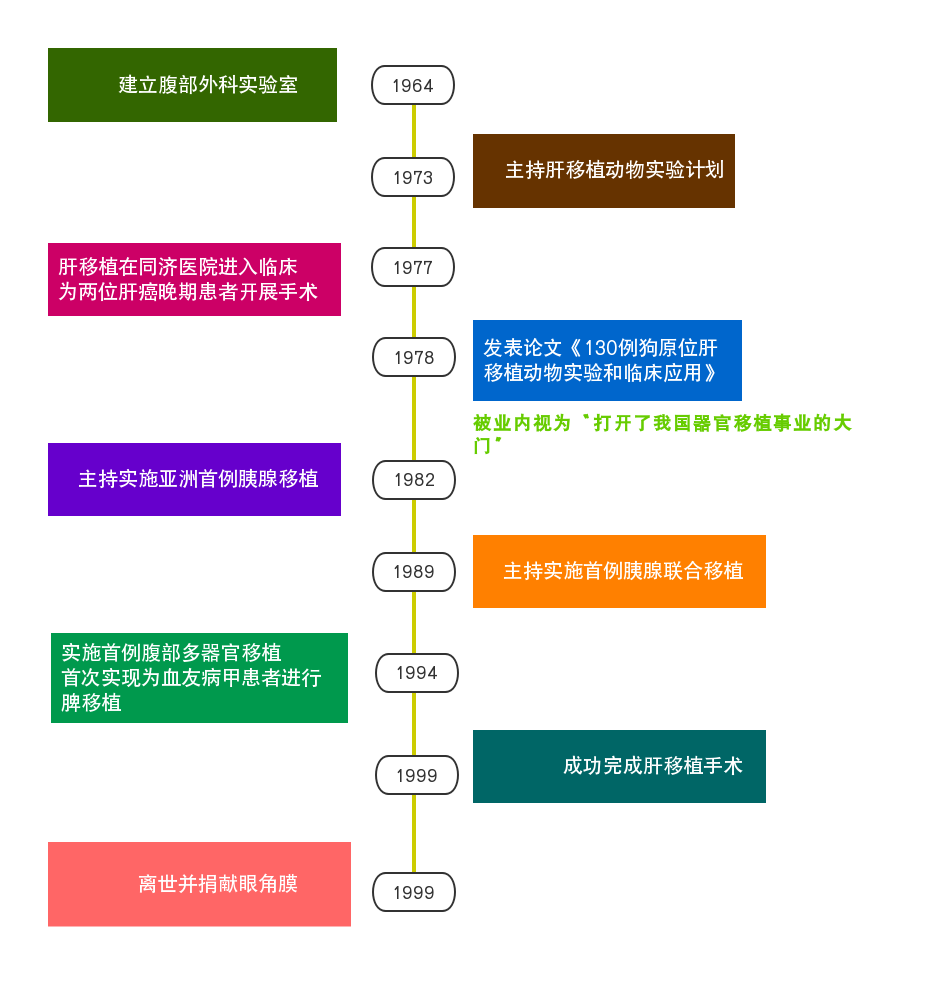 建立腹部外科实验室
1964
1973
主持肝移植动物实验计划
肝移植在同济医院进入临床
为两位肝癌晚期患者开展手术
1977
1978
发表论文《130例狗原位肝
移植动物实验和临床应用》
被业内视为〝打开了我国器官移植事业的大
门〞
主持实施亚洲首例胰腺移植
1982
1989
主持实施首例胰腺联合移植
实施首例腹部多器官移植
首次实现为血友病甲患者进行
脾移植
1994
1999
成功完成肝移植手术
离世并捐献眼角膜
1999